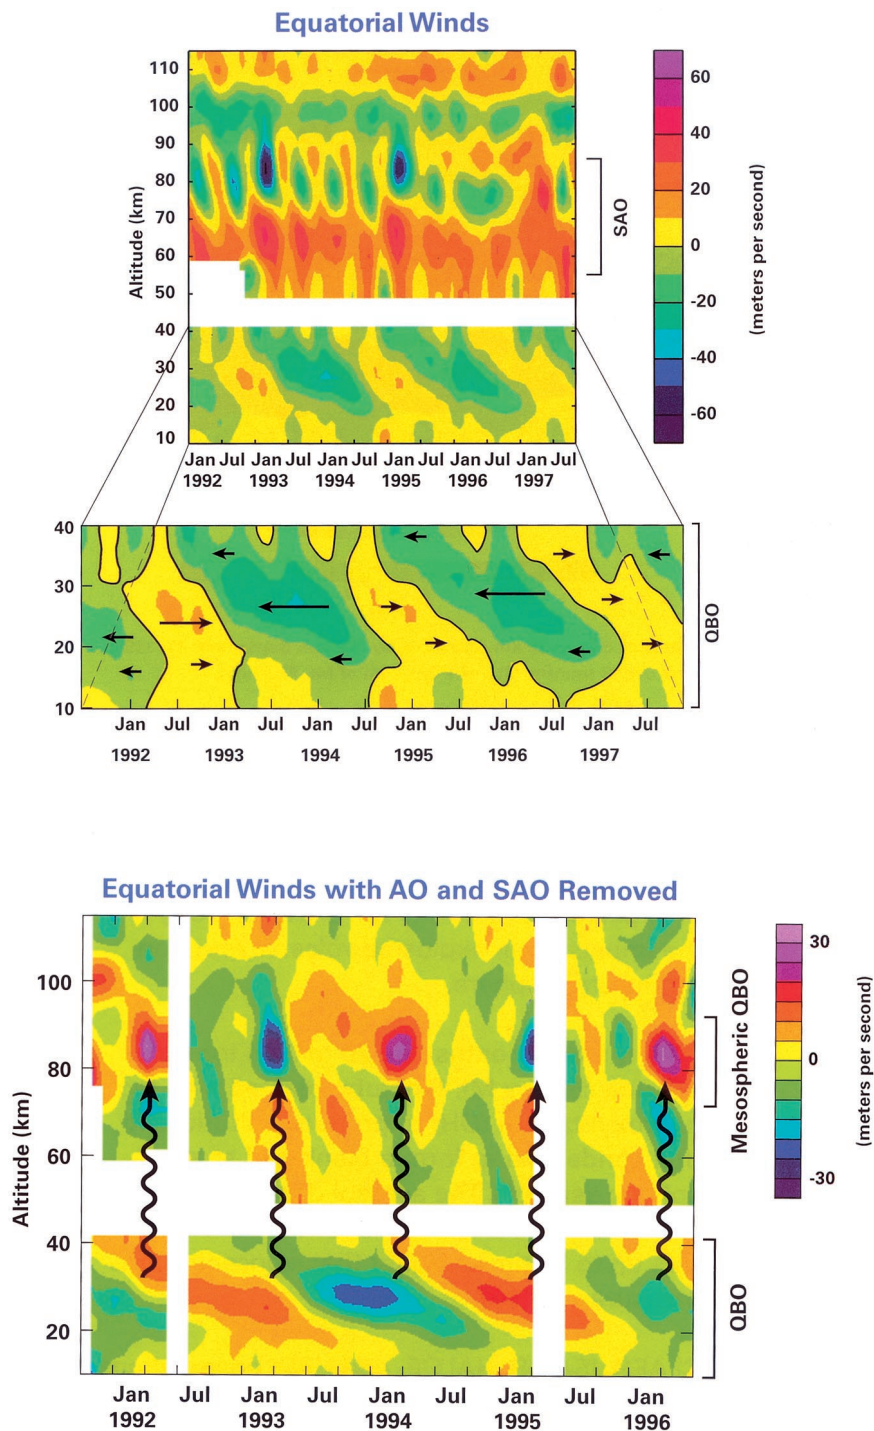 Equatorial Winds
110
100
90
80
70
60
50
40
30
20
10
Altitude (km)
SAO
60
40
20
0
-20
-40
-60
(meters per second)
Jan Jul Jan Jul Jan Jul Jan Jul Jan Jul Jan Jul
1992 1993 1994 1995 1996 1997
40
30
20
10
QBO
Jan Jul Jan Jul Jan Jul Jan Jul Jan Jul Jan Jul
1992 1993 1994 1995 1996 1997
Equatorial Winds with AO and SAO Removed
100
80
60
40
20
Altitude (km)
Mesospheric QBO
QBO
30
0
-30
(meters per second)
Jan Jul Jan Jul Jan Jul Jan Jul Jan
1992 1993 1994 1995 1996